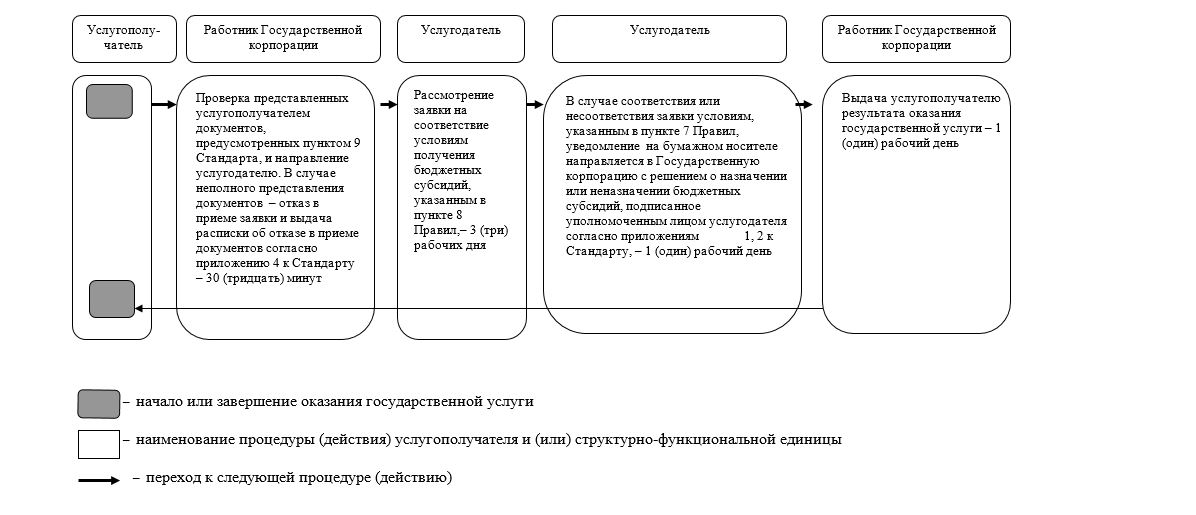 Услугополу-
чатель
Работник Государственной
корпорации
Услугодатель
Услугодатель
Работник Государственной
корпорации
Проверка представленных
услугополучателем
документов,
предусмотренных пунктом 9
Стандарта, и направление
услугодателю. В случае
неполного представления
документов – отказ в
приеме заявки и выдача
расписки об отказе в приеме
документов согласно
приложению 4 к Стандарту
– 30 (тридцать) минут
Рассмотрение
заявки на
соответствие
условиям
получения
бюджетных
субсидий,
указанным в
пункте 8
Правил,– 3 (три)
рабочих дня
В случае соответствия или
несоответствия заявки условиям,
указанным в пункте 7 Правил,
уведомление на бумажном носителе
направляется в Государственную
корпорацию с решением о назначении
или неназначении бюджетных
субсидий, подписанное
уполномоченным лицом услугодателя
согласно приложениям 1, 2 к
Стандарту, – 1 (один) рабочий день
Выдача услугополучателю
результата оказания
государственной услуги – 1
(один) рабочий день
– начало или завершение оказания государственной услуги
– наименование процедуры (действия) услугополучателя и (или) структурно-функциональной единицы
– переход к следующей процедуре (действию)